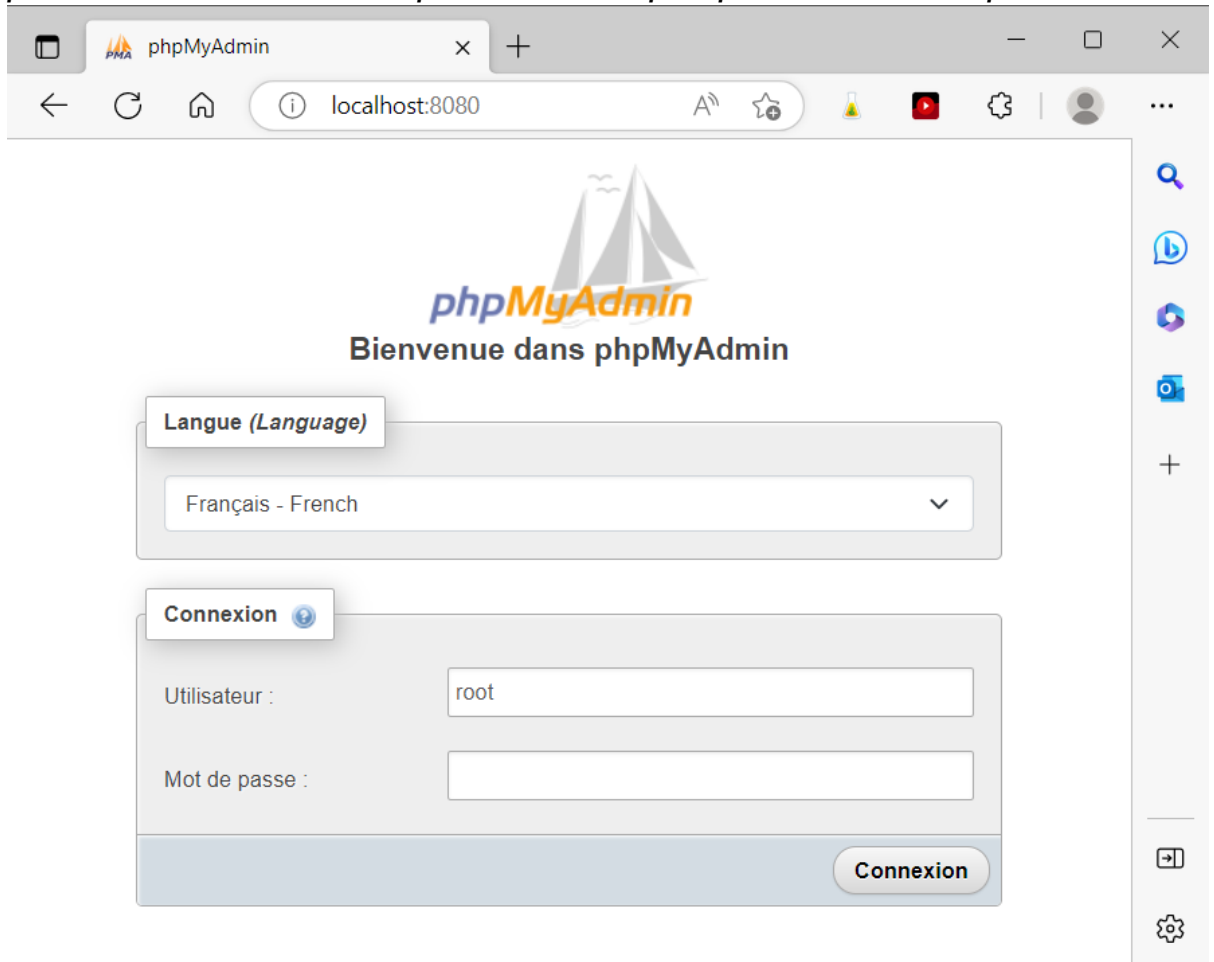 phpMyAdmin
localhost:8080
phpMyAdmin
Bienvenue dans phpMyAdmin
Langue (Language)
Français - French
Connexion
Utilisateur :
root
Mot de passe :
Connexion